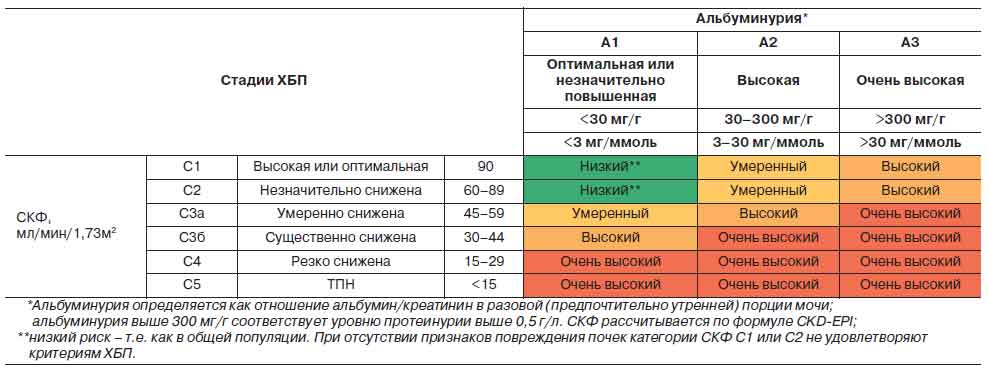 Альбуминурия*
Стадии ХБП
А1 А2 А3
Оптимальная или
незначительно
повышенная
Высокая
Очень высокая
<30 мг/г 30–300 мг/г >300 мг/г
<3 мг/ммоль 3–30 мг/ммоль >30 мг/ммоль
СКФ,
мл/мин/1,73м²
С1 Высокая или оптимальная 90 Низкий** Умеренный Высокий
С2 Незначительно снижена 60–89 Низкий** Умеренный Высокий
С3а Умеренно снижена 45–59 Умеренный Высокий Очень высокий
С3б Существенно снижена 30–44 Высокий Очень высокий Очень высокий
С4 Резко снижена 15–29 Очень высокий Очень высокий Очень высокий
С5 ТПН <15 Очень высокий Очень высокий Очень высокий
*Альбуминурия определяется как отношение альбумин/креатинин в разовой (предпочтительно утренней) порции мочи;
альбуминурия выше 300 мг/г соответствует уровню протеинурии выше 0,5 г/л. СКФ рассчитывается по формуле CKD-EPI;
**низкий риск – т.е. как в общей популяции. При отсутствии признаков повреждения почек категории СКФ С1 или С2 не удовлетворяют
критериям ХБП.